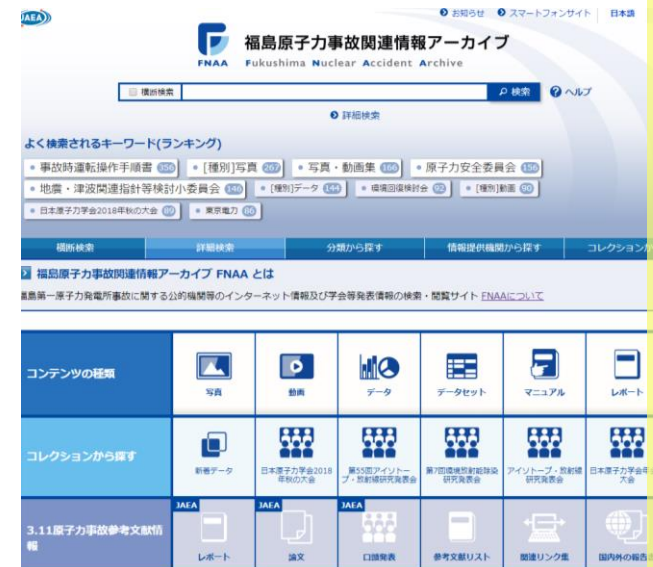 JAEA
お知らせ スマートフォンサイト 日本語
FNAA
福島原子力事故関連情報アーカイブ
Fukushima Nuclear Accident Archive
横断検索 検索 ヘルプ
詳細検索
よく検索されるキーワード(ランキング)
事故時運転操作手順書 [種別]写真 267 写真・動画集 166 原子力安全委員会 156
地震・津波関連指針等検討小委員会 146 [種別]データ 144 環境回復検討会 [種別]動画 90
日本原子力学会2018年秋の大会 東京電力
横断検索 詳細検索 分類から探す 情報提供機関から探す コレクションか
福島原子力事故関連情報アーカイブ FNAA とは
島第一原子力発電所事故に関する公的機関等のインターネット情報及び学会等発表情報の検索・閲覧サイト FNAAについて
コンテンツの種類 写真 動画 データ データセット マニュアル レポート
コレクションから探す
新着データ 日本原子力学会2018年秋の大会 第55回アイソトープ・放射線研究発表会 第7回環境放射能除染研究発表会 アイソトープ・放射線研究発表会 日本原子力学会年 大会
JAEA JAEA JAEA
3.11原子力事故参考文献情報
レポート 論文 口頭発表 参考文献リスト 関連リンク集 国内外の報告